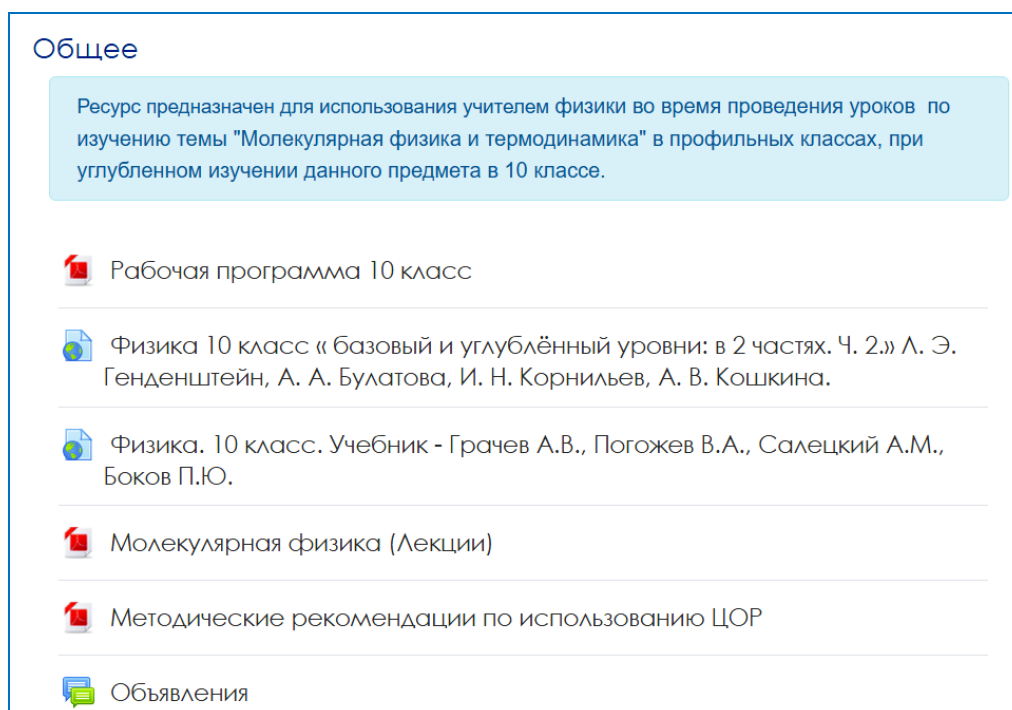 Общее
Ресурс предназначен для использования учителем физики во время проведения уроков по
изучению темы "Молекулярная физика и термодинамика" в профильных классах, при
углубленном изучении данного предмета в 10 классе.
Рабочая программа 10 класс
Физика 10 класс « базовый и углублённый уровни: в 2 частях. Ч. 2.» Л. Э.
Генденштейн, А. А. Булатова, И. Н. Корнильев, А. В. Кошкина.
Физика. 10 класс. Учебник - Грачев А.В., Погожев В.А., Салецкий А.М.,
Боков П.Ю.
Молекулярная физика (Лекции)
Методические рекомендации по использованию ЦОР
Объявления